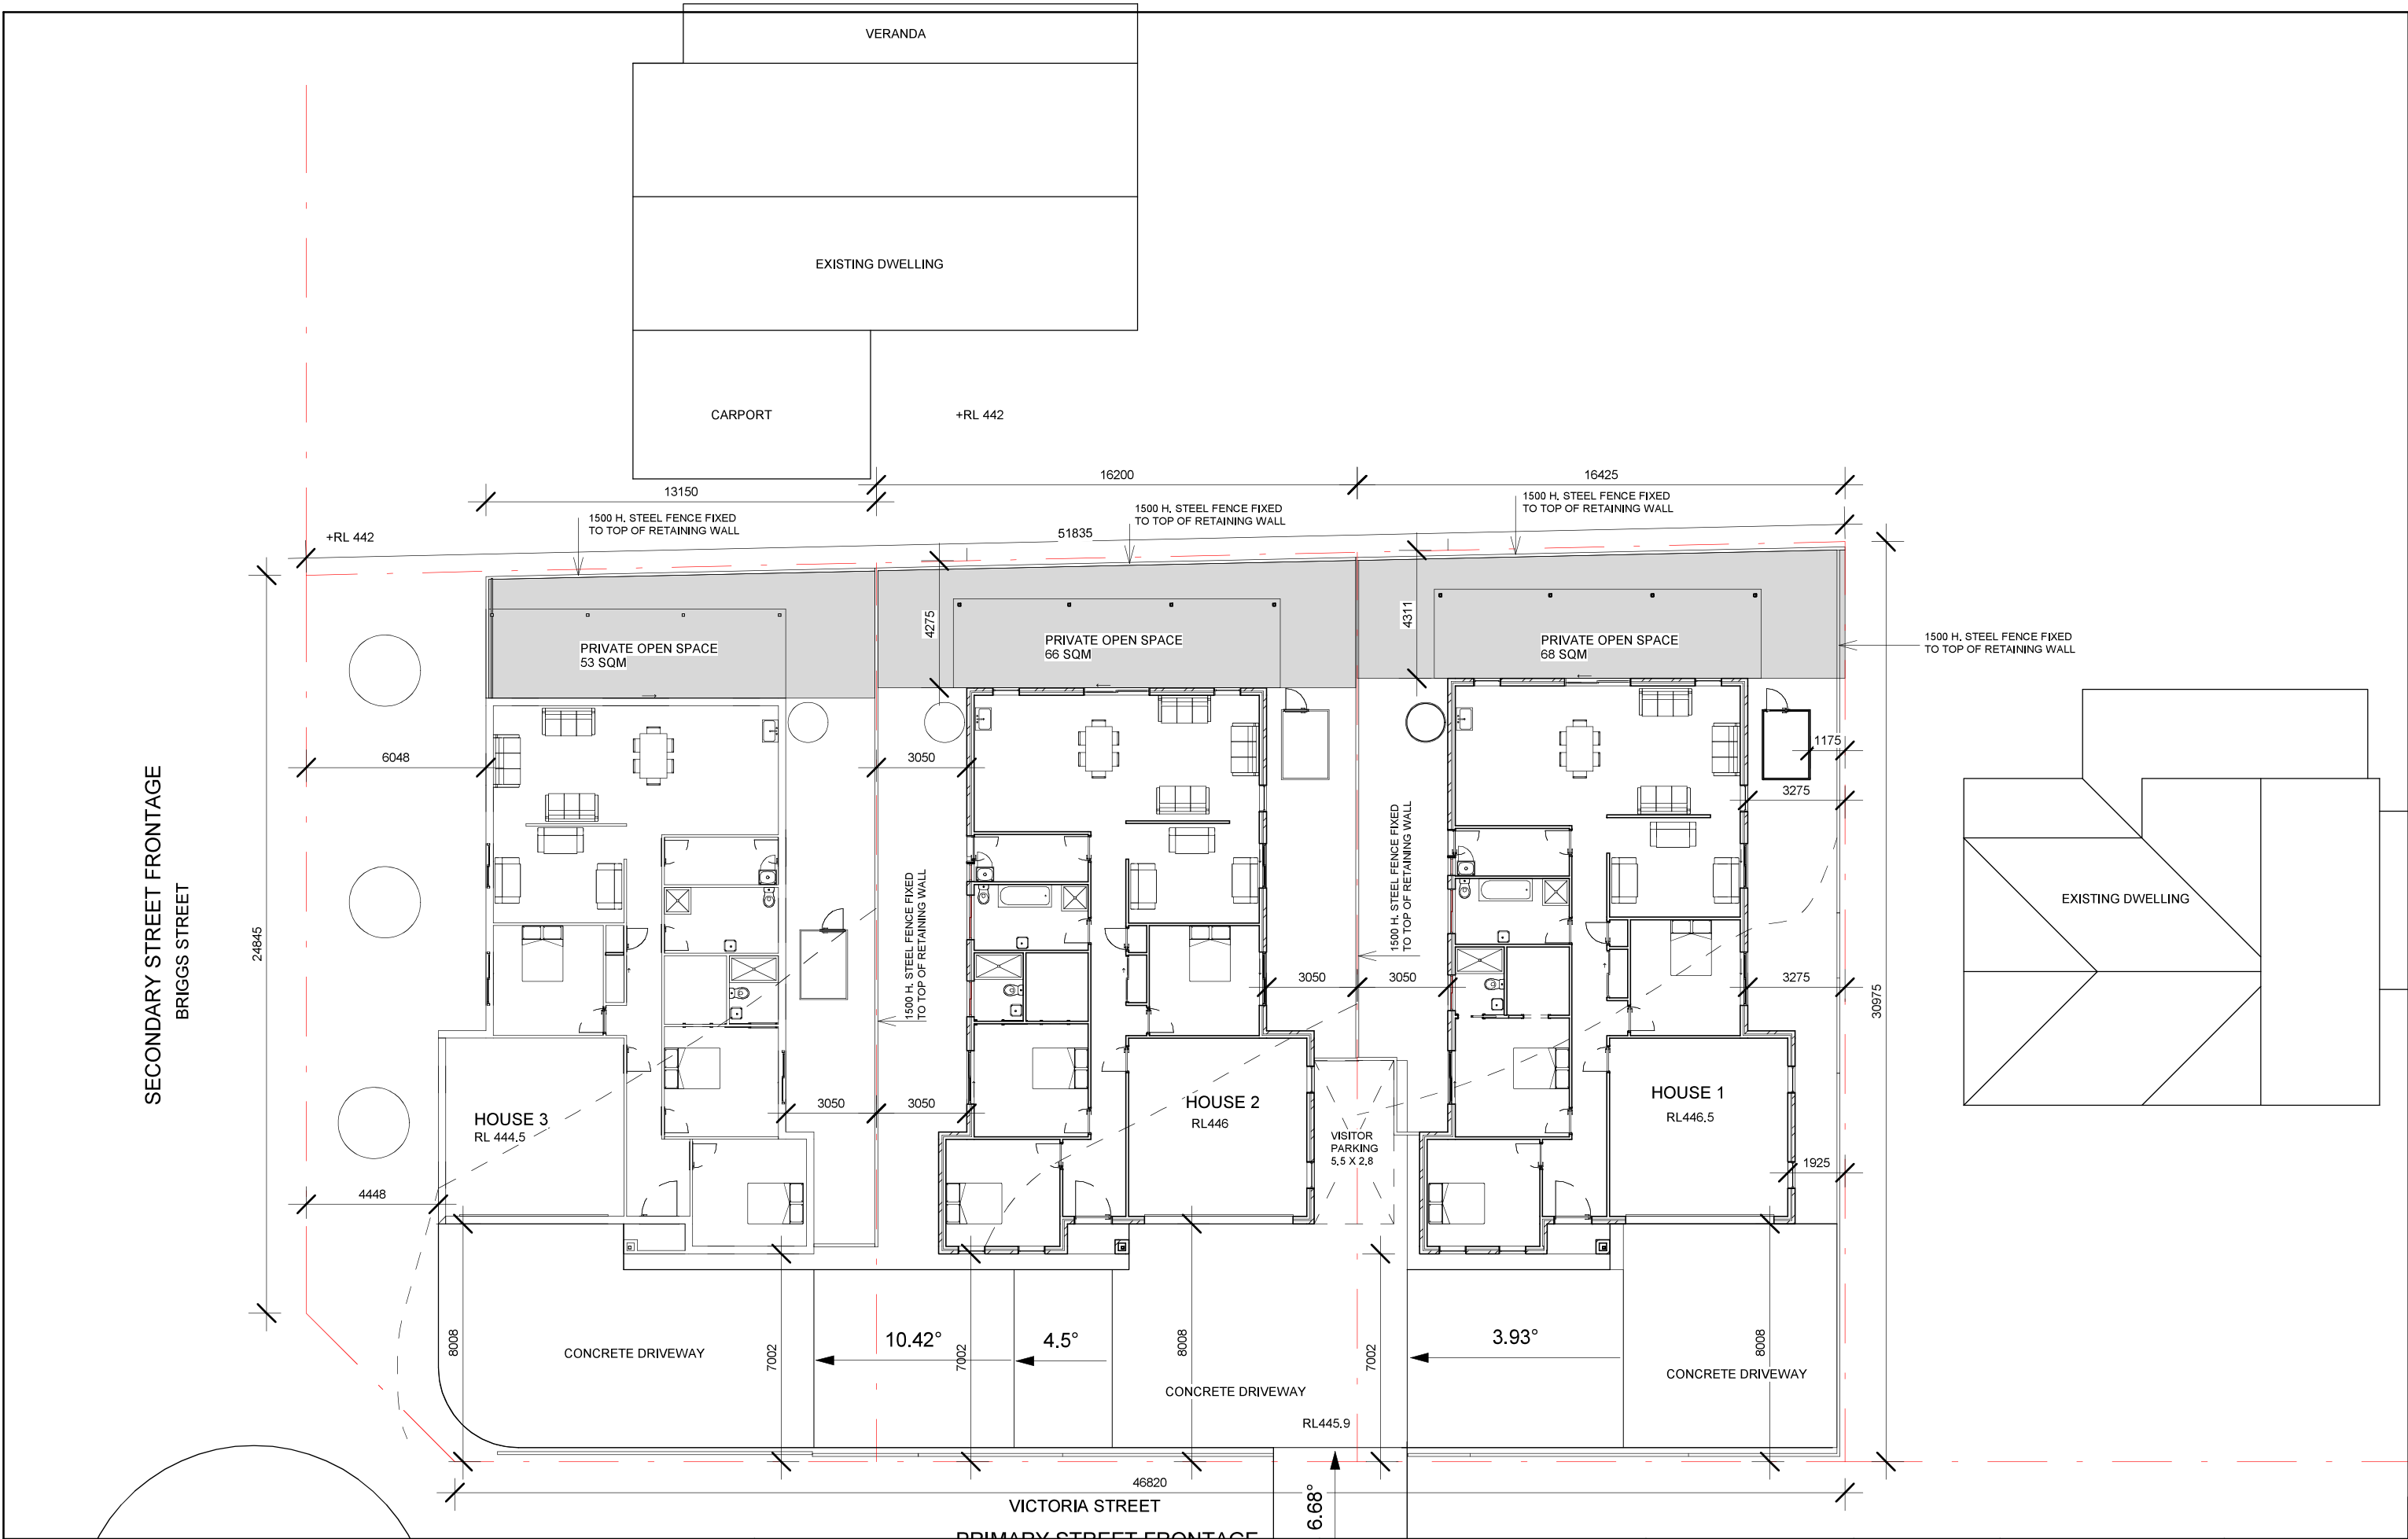 VERANDA
EXISTING DWELLING
CARPORT
+RL 442
16200
16425
13150
1500 H. STEEL FENCE FIXED
TO TOP OF RETAINING WALL
1500 H. STEEL FENCE FIXED
TO TOP OF RETAINING WALL
1500 H. STEEL FENCE FIXED
TO TOP OF RETAINING WALL
51835
+RL 442
4275
4311
PRIVATE OPEN SPACE
53 SQM
PRIVATE OPEN SPACE
66 SQM
PRIVATE OPEN SPACE
68 SQM
1500 H. STEEL FENCE FIXED
TO TOP OF RETAINING WALL
6048
3050
1175
3275
SECONDARY STREET FRONTAGE
BRIGGS STREET
24845
1500 H. STEEL FENCE FIXED
TO TOP OF RETAINING WALL
1500 H. STEEL FENCE FIXED
TO TOP OF RETAINING WALL
EXISTING DWELLING
3050
3050
3275
30975
HOUSE 3
RL 444.5
3050
3050
HOUSE 2
RL446
VISITOR
PARKING
5,5 X 2,8
HOUSE 1
RL446.5
4448
1925
8008
CONCRETE DRIVEWAY
7002
10.42°
7002
4.5°
8008
CONCRETE DRIVEWAY
RL445.9
7002
3.93°
8008
CONCRETE DRIVEWAY
46820
VICTORIA STREET
6.68°
PRIMARY STREET FRONTAGE